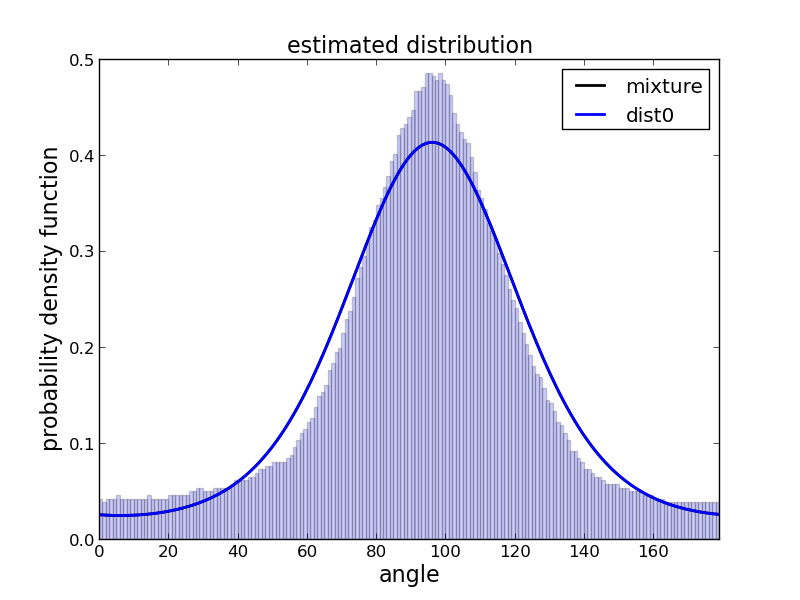 estimated distribution
mixture
dist0
probability density function
0.5
0.4
0.3
0.2
0.1
0.0
0 20 40 60 80 100 120 140 160
angle